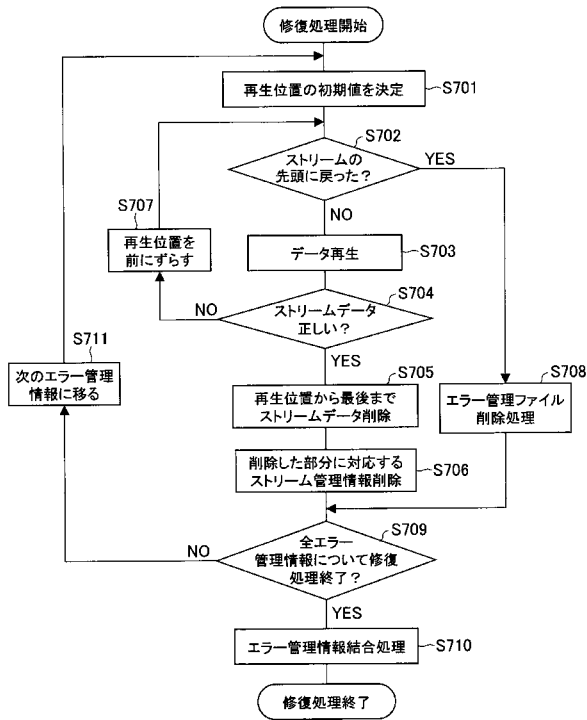 修復処理開始
再生位置の初期値を決定
S701
S702
ストリームの
先頭に戻った?
YES
NO
S707
再生位置を
前にずらす
データ再生
S703
S704
ストリームデータ
正しい?
NO
YES
S711
次のエラー管理
情報に移る
S705
再生位置から最後まで
ストリームデータ削除
S708
エラー管理ファイル
削除処理
削除した部分に対応する
ストリーム管理情報削除
S706
S709
全エラー
管理情報について修復
処理終了?
NO
YES
エラー管理情報結合処理
S710
修復処理終了